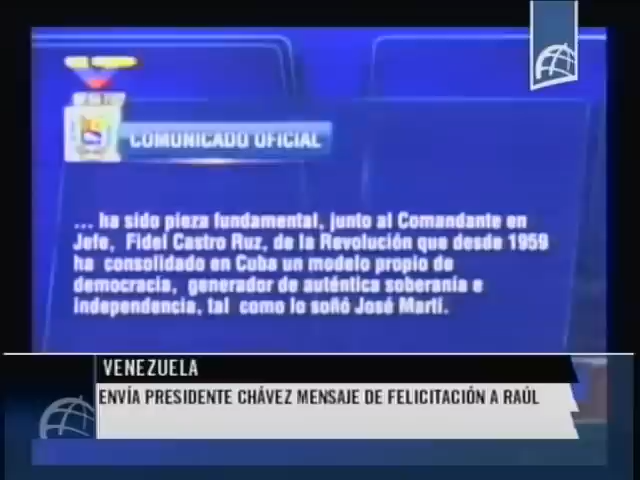 COMUNICADO OFICIAL
... ha sido pieza fundamental, junto al Comandante en
Jefe, Fidel Castro Ruz, de la Revolución que desde 1959
ha consolidado en Cuba un modelo propio de
democracia, generador de auténtica soberanía e
independencia, tal como lo soñó José Martí.
VENEZUELA
ENVÍA PRESIDENTE CHÁVEZ MENSAJE DE FELICITACIÓN A RAÚL